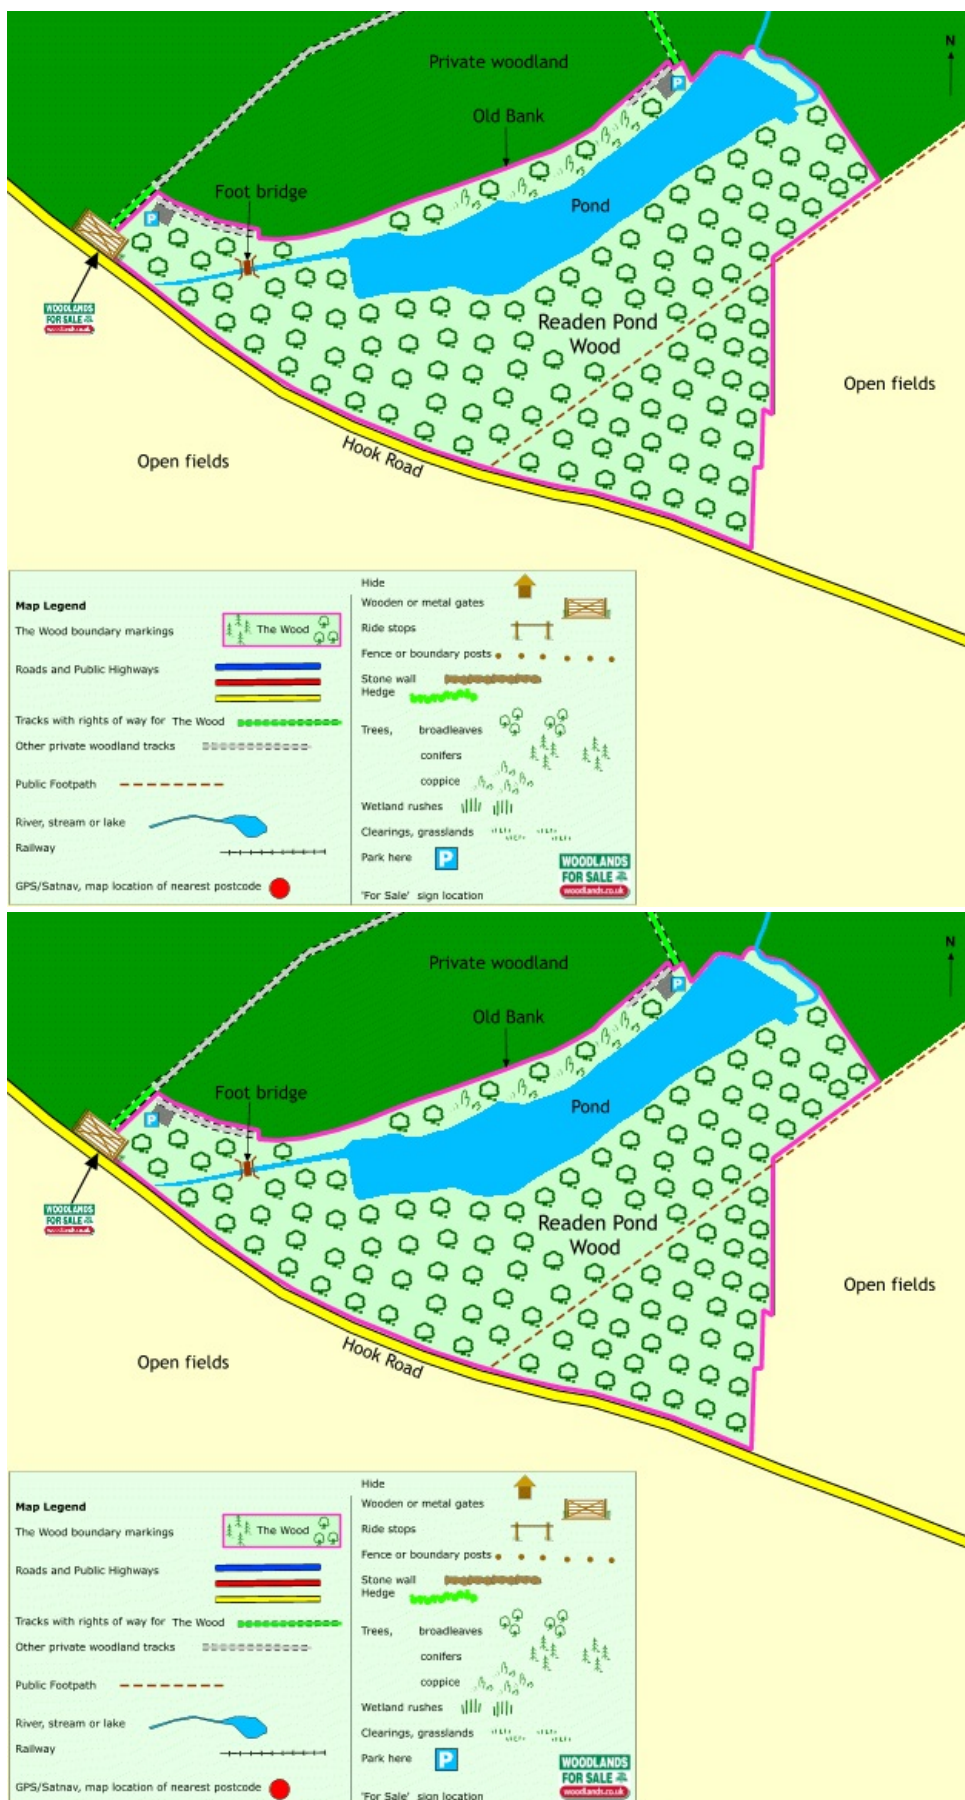 N
Private woodland
P
Old Bank
Foot bridge
P
Pond
WOODLANDS
FOR SALE
woodlands.co.uk
Readen Pond
Wood
Open fields
Hook Road
Open fields
Map Legend
The Wood boundary markings
The Wood
Roads and Public Highways
Tracks with rights of way for The Wood
Other private woodland tracks
Public Footpath
River, stream or lake
Railway
GPS/Satnav, map location of nearest postcode
Hide
Wooden or metal gates
Ride stops
Fence or boundary posts
Stone wall
Hedge
Trees, broadleaves
conifers
coppice
Wetland rushes
Clearings, grasslands
Park here P
'For Sale' sign location
WOODLANDS
FOR SALE
woodlands.co.uk
N
Private woodland
P
Old Bank
Foot bridge
P
Pond
WOODLANDS
FOR SALE
woodlands.co.uk
Readen Pond
Wood
Open fields
Hook Road
Open fields
Map Legend
The Wood boundary markings
The Wood
Roads and Public Highways
Tracks with rights of way for The Wood
Other private woodland tracks
Public Footpath
River, stream or lake
Railway
GPS/Satnav, map location of nearest postcode
Hide
Wooden or metal gates
Ride stops
Fence or boundary posts
Stone wall
Hedge
Trees, broadleaves
conifers
coppice
Wetland rushes
Clearings, grasslands
Park here P
'For Sale' sign location
WOODLANDS
FOR SALE
woodlands.co.uk